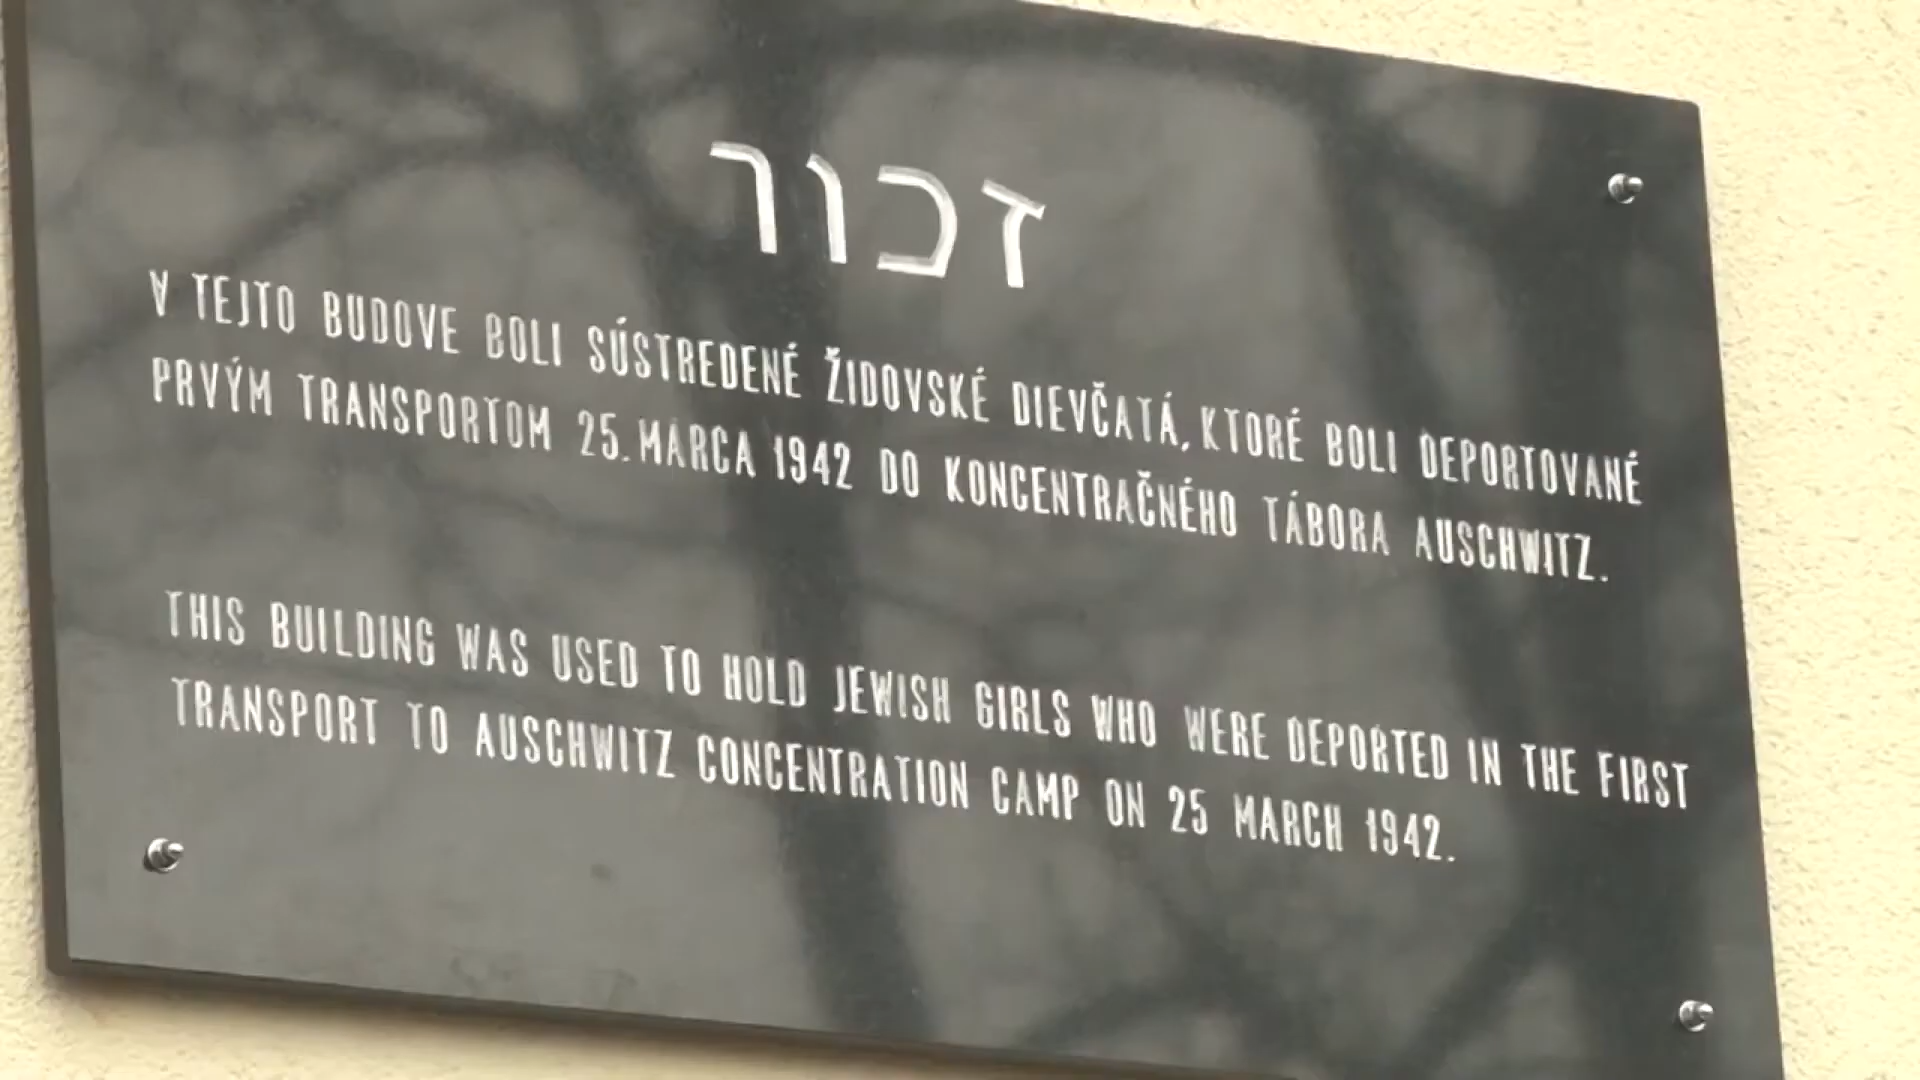 זכור
V TEJTO BUDOVE BOLI SÚSTREDENÉ ŽIDOVSKÉ DIEVČATÁ, KTORÉ BOLI DEPORTOVANÉ
PRVÝM TRANSPORTOM 25. MARCA 1942 DO KONCENTRAČNÉHO TÁBORA AUSCHWITZ.
THIS BUILDING WAS USED TO HOLD JEWISH GIRLS WHO WERE DEPORTED IN THE FIRST
TRANSPORT TO AUSCHWITZ CONCENTRATION CAMP ON 25 MARCH 1942.